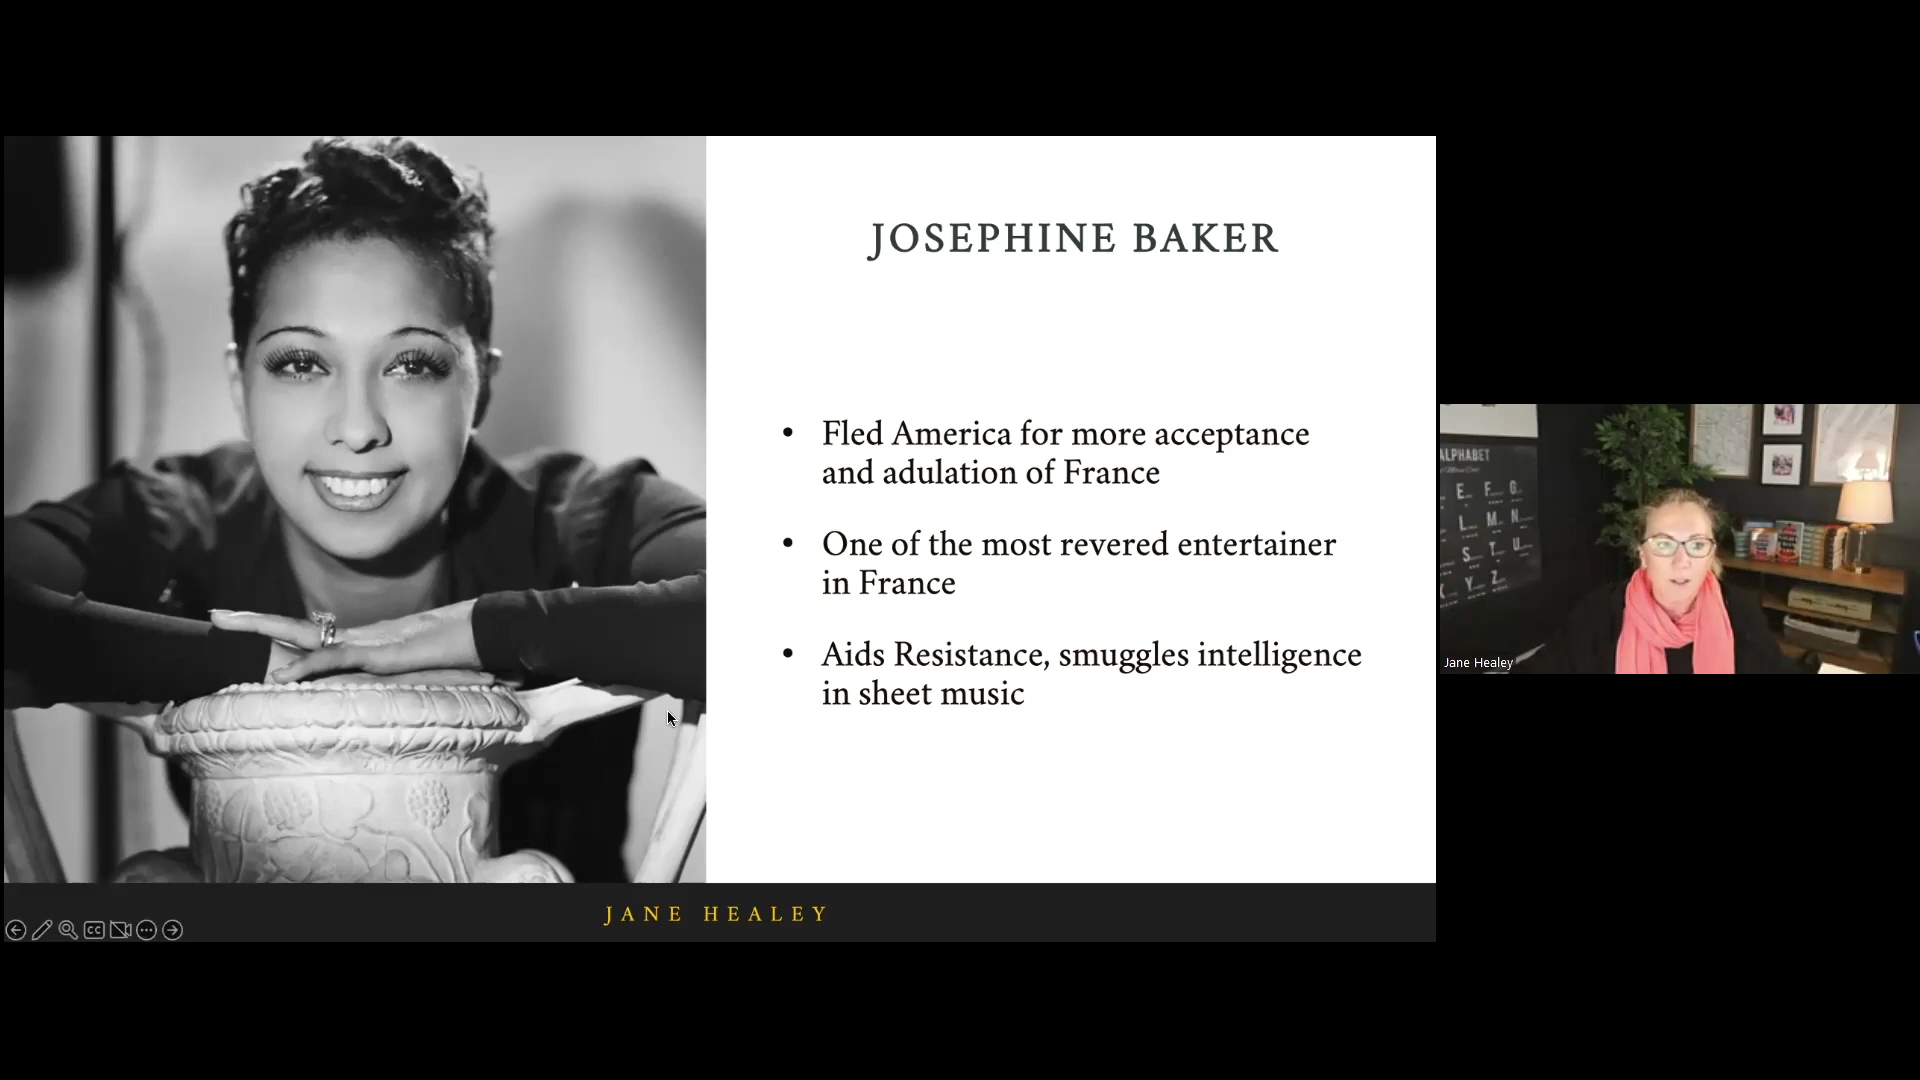 JOSEPHINE BAKER
• Fled America for more acceptance
and adulation of France
• One of the most revered entertainer
in France
• Aids Resistance, smuggles intelligence
in sheet music
JANE HEALEY
CC
ALPHABET
E F G
L M N
S T U
Y Z
Jane Healey